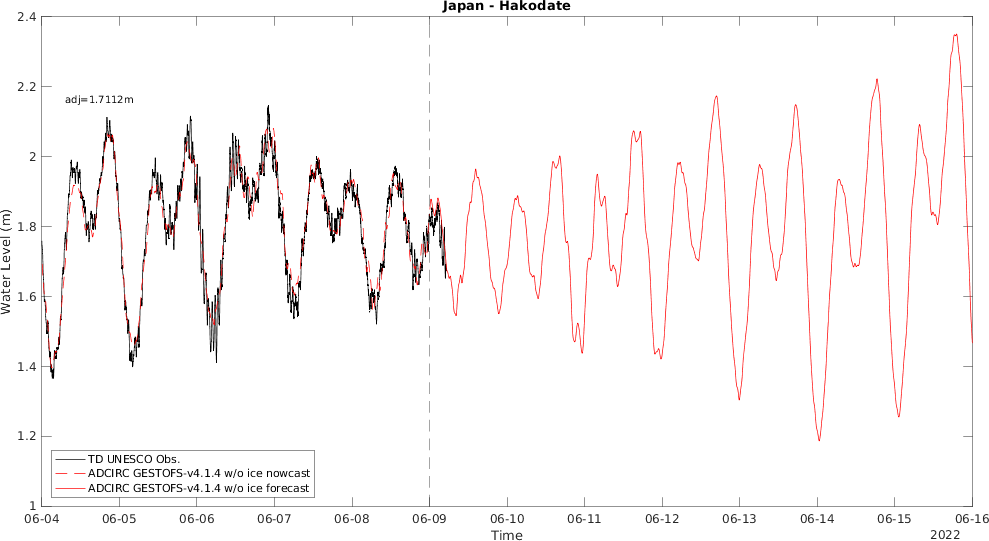 Japan - Hakodate
2.4
2.2
2
1.8
1.6
1.4
1.2
1
Water Level (m)
adj=1.7112m
TD UNESCO Obs.
ADCIRC GESTOFS-v4.1.4 w/o ice nowcast
ADCIRC GESTOFS-v4.1.4 w/o ice forecast
06-04 06-05 06-06 06-07 06-08 06-09 06-10 06-11 06-12 06-13 06-14 06-15 06-16
Time
2022